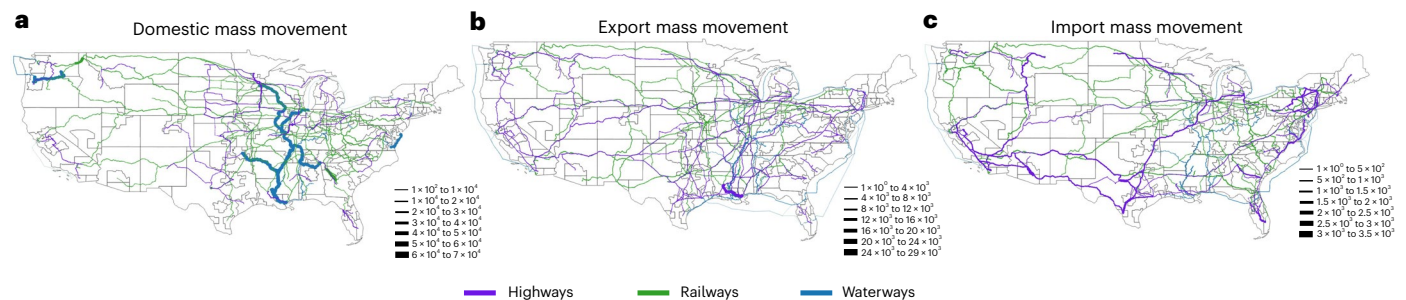 a
Domestic mass movement
1 × 10² to 1 × 10⁴
1 × 10⁴ to 2 × 10⁴
2 × 10⁴ to 3 × 10⁴
3 × 10⁴ to 4 × 10⁴
4 × 10⁴ to 5 × 10⁴
5 × 10⁴ to 6 × 10⁴
6 × 10⁴ to 7 × 10⁴
b
Export mass movement
1 × 10⁰ to 4 × 10³
4 × 10³ to 8 × 10³
8 × 10³ to 12 × 10³
12 × 10³ to 16 × 10³
16 × 10³ to 20 × 10³
20 × 10³ to 24 × 10³
24 × 10³ to 29 × 10³
c
Import mass movement
1 × 10⁰ to 5 × 10²
5 × 10² to 1 × 10³
1 × 10³ to 1.5 × 10³
1.5 × 10³ to 2 × 10³
2 × 10³ to 2.5 × 10³
2.5 × 10³ to 3 × 10³
3 × 10³ to 3.5 × 10³
Highways
Railways
Waterways